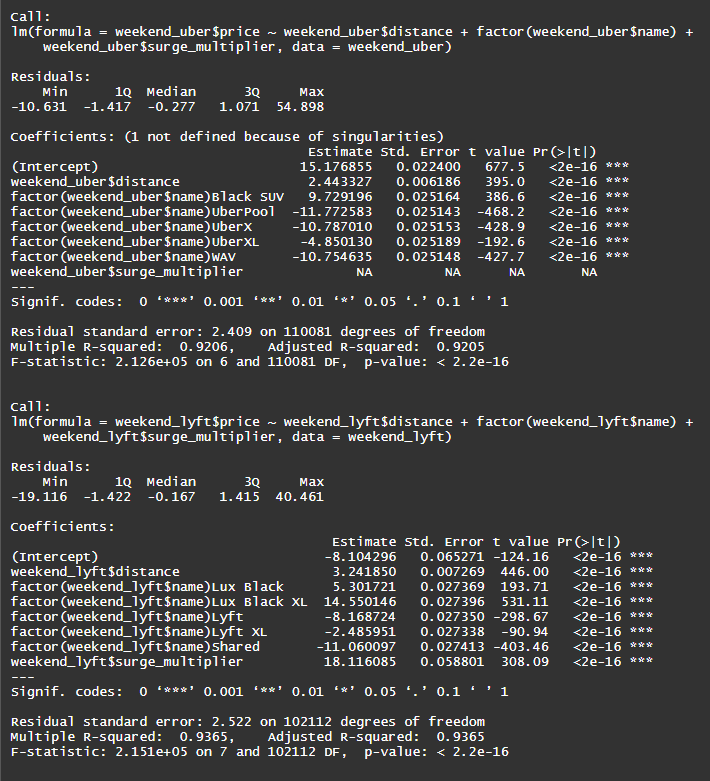 Call:
lm(formula = weekend_uber$price ~ weekend_uber$distance + factor(weekend_uber$name) +
    weekend_uber$surge_multiplier, data = weekend_uber)

Residuals:
    Min      1Q  Median      3Q     Max
-10.631  -1.417  -0.277   1.071  54.898

Coefficients: (1 not defined because of singularities)
                                    Estimate Std. Error t value Pr(>|t|)
(Intercept)                        15.176855   0.022400   677.5   <2e-16 ***
weekend_uber$distance               2.443327   0.006186   395.0   <2e-16 ***
factor(weekend_uber$name)Black SUV  9.729196   0.025164   386.6   <2e-16 ***
factor(weekend_uber$name)UberPool -11.772583   0.025143  -468.2   <2e-16 ***
factor(weekend_uber$name)UberX    -10.787010   0.025153  -428.9   <2e-16 ***
factor(weekend_uber$name)UberXL    -4.850130   0.025189  -192.6   <2e-16 ***
factor(weekend_uber$name)WAV      -10.754635   0.025148  -427.7   <2e-16 ***
weekend_uber$surge_multiplier             NA         NA      NA       NA
---
Signif. codes:  0 ‘***’ 0.001 ‘**’ 0.01 ‘*’ 0.05 ‘.’ 0.1 ‘ ’ 1

Residual standard error: 2.409 on 110081 degrees of freedom
Multiple R-squared:  0.9206,    Adjusted R-squared:  0.9205
F-statistic: 2.126e+05 on 6 and 110081 DF,  p-value: < 2.2e-16

Call:
lm(formula = weekend_lyft$price ~ weekend_lyft$distance + factor(weekend_lyft$name) +
    weekend_lyft$surge_multiplier, data = weekend_lyft)

Residuals:
    Min      1Q  Median      3Q     Max
-19.116  -1.422  -0.167   1.415  40.461

Coefficients:
                                        Estimate Std. Error t value Pr(>|t|)
(Intercept)                            -8.104296   0.065271 -124.16   <2e-16 ***
weekend_lyft$distance                   3.241850   0.007269  446.00   <2e-16 ***
factor(weekend_lyft$name)Lux Black      5.301721   0.027369  193.71   <2e-16 ***
factor(weekend_lyft$name)Lux Black XL  14.550146   0.027396  531.11   <2e-16 ***
factor(weekend_lyft$name)Lyft          -8.168724   0.027350 -298.67   <2e-16 ***
factor(weekend_lyft$name)Lyft XL       -2.485951   0.027338  -90.94   <2e-16 ***
factor(weekend_lyft$name)Shared       -11.060097   0.027413 -403.46   <2e-16 ***
weekend_lyft$surge_multiplier          18.116085   0.058801  308.09   <2e-16 ***
---
Signif. codes:  0 ‘***’ 0.001 ‘**’ 0.01 ‘*’ 0.05 ‘.’ 0.1 ‘ ’ 1

Residual standard error: 2.522 on 102112 degrees of freedom
Multiple R-squared:  0.9365,    Adjusted R-squared:  0.9365
F-statistic: 2.151e+05 on 7 and 102112 DF,  p-value: < 2.2e-16